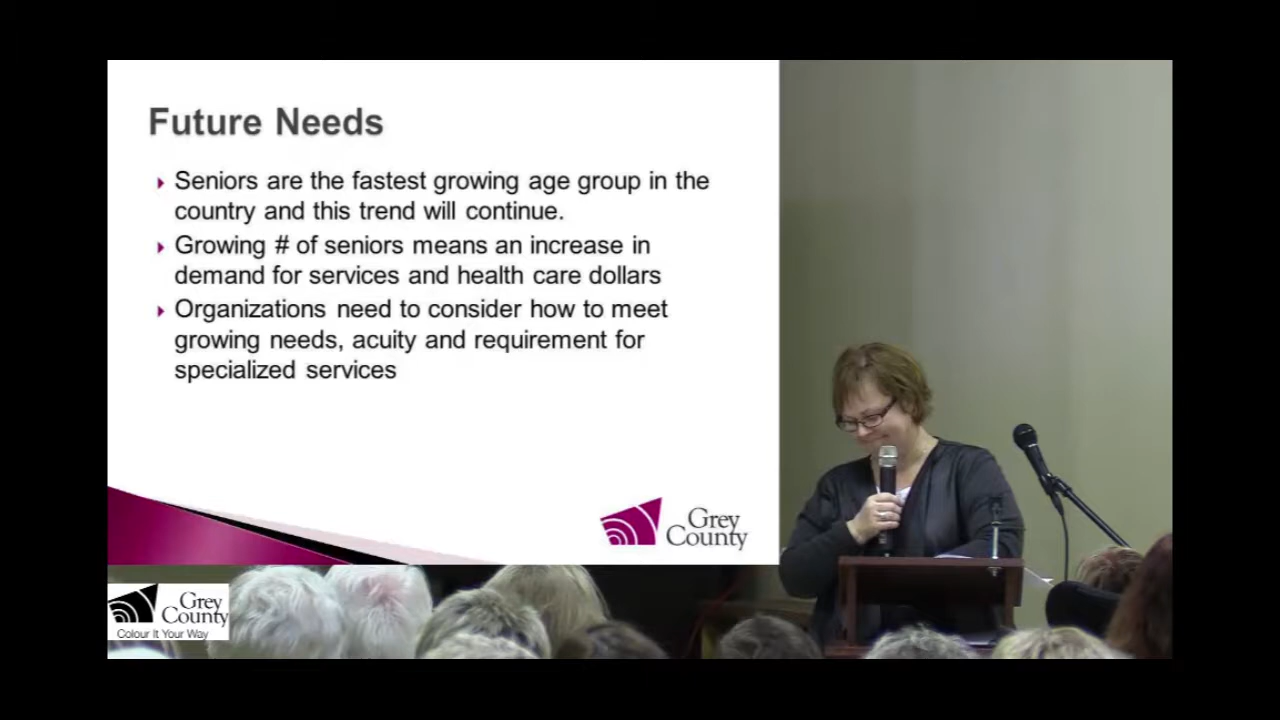 Future Needs
Seniors are the fastest growing age group in the
country and this trend will continue.
Growing # of seniors means an increase in
demand for services and health care dollars
Organizations need to consider how to meet
growing needs, acuity and requirement for
specialized services
Grey
County
Grey
County
Colour It Your Way